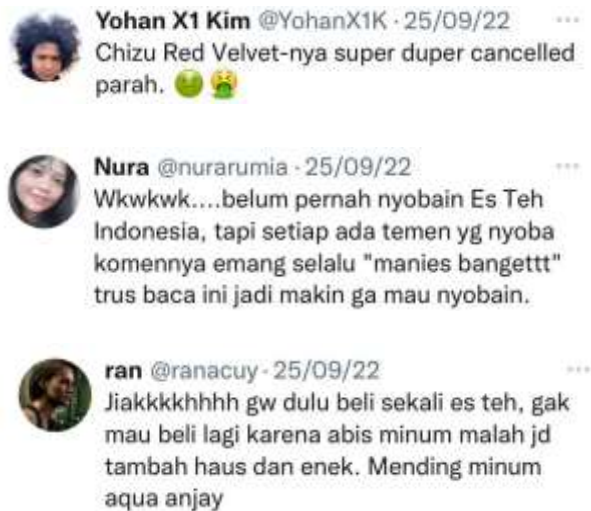 Yohan X1 Kim @YohanX1K · 25/09/22 ...
Chizu Red Velvet-nya super duper cancelled
parah. 🤢🤮
Nura @nurarumia · 25/09/22 ...
Wkwkwk....belum pernah nyobain Es Teh
Indonesia, tapi setiap ada temen yg nyoba
komennya emang selalu "manies bangettt"
trus baca ini jadi makin ga mau nyobain.
ran @ranacuy · 25/09/22 ...
Jiakkkkhhhh gw dulu beli sekali es teh, gak
mau beli lagi karena abis minum malah jd
tambah haus dan enek. Mending minum
aqua anjay